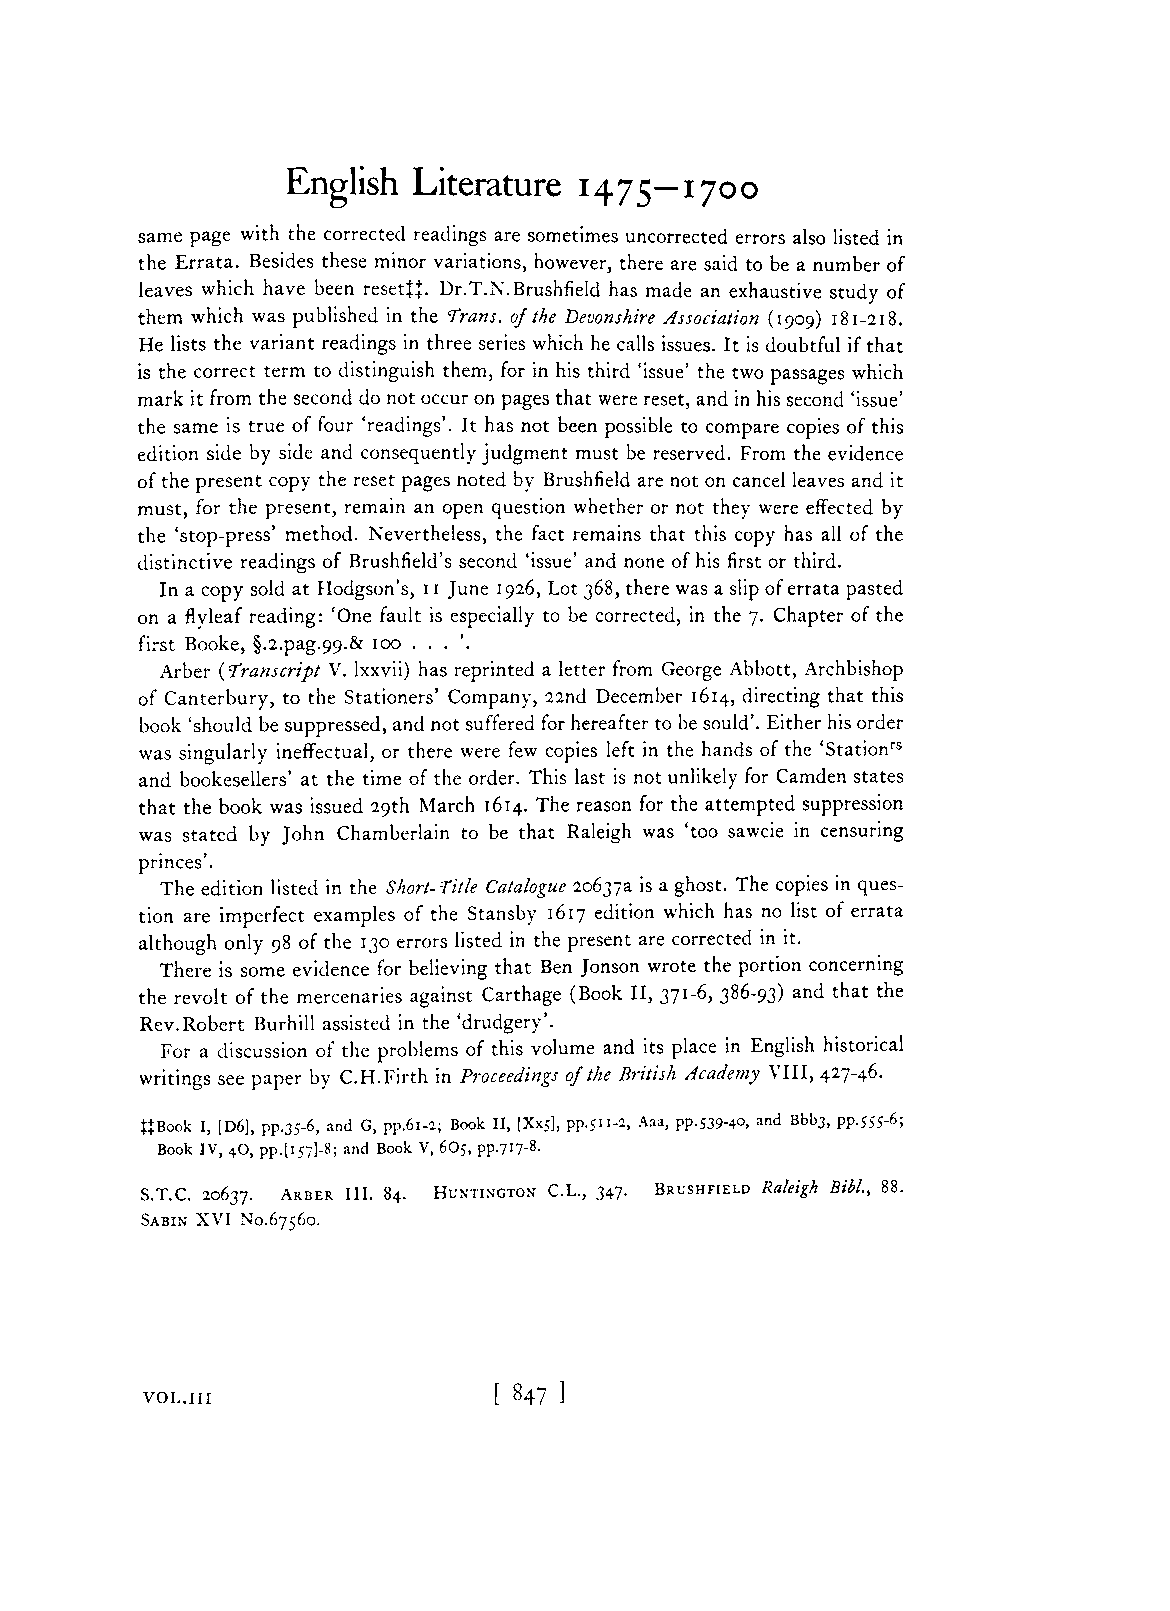 English Literature 1475—1700
same page with the corrected readings are sometimes uncorrected errors also listed in
the Errata. Besides these minor variations, however, there are said to be a number of
leaves which have been reset‡‡. Dr.T.N.Brushfield has made an exhaustive study of
them which was published in the Trans. of the Devonshire Association (1909) 181-218.
He lists the variant readings in three series which he calls issues. It is doubtful if that
is the correct term to distinguish them, for in his third ‘issue’ the two passages which
mark it from the second do not occur on pages that were reset, and in his second ‘issue’
the same is true of four ‘readings’. It has not been possible to compare copies of this
edition side by side and consequently judgment must be reserved. From the evidence
of the present copy the reset pages noted by Brushfield are not on cancel leaves and it
must, for the present, remain an open question whether or not they were effected by
the ‘stop-press’ method. Nevertheless, the fact remains that this copy has all of the
distinctive readings of Brushfield's second ‘issue’ and none of his first or third.
In a copy sold at Hodgson's, 11 June 1926, Lot 368, there was a slip of errata pasted
on a flyleaf reading: ‘One fault is especially to be corrected, in the 7. Chapter of the
first Booke, §.2.pag.99.& 100 . . . ’.
Arber (Transcript V. lxxvii) has reprinted a letter from George Abbott, Archbishop
of Canterbury, to the Stationers’ Company, 22nd December 1614, directing that this
book ‘should be suppressed, and not suffered for hereafter to be sould’. Either his order
was singularly ineffectual, or there were few copies left in the hands of the ‘Stationrs
and bookesellers’ at the time of the order. This last is not unlikely for Camden states
that the book was issued 29th March 1614. The reason for the attempted suppression
was stated by John Chamberlain to be that Raleigh was ‘too sawcie in censuring
princes’.
The edition listed in the Short-Title Catalogue 20637a is a ghost. The copies in ques-
tion are imperfect examples of the Stansby 1617 edition which has no list of errata
although only 98 of the 130 errors listed in the present are corrected in it.
There is some evidence for believing that Ben Jonson wrote the portion concerning
the revolt of the mercenaries against Carthage (Book II, 371-6, 386-93) and that the
Rev.Robert Burhill assisted in the ‘drudgery’.
For a discussion of the problems of this volume and its place in English historical
writings see paper by C.H.Firth in Proceedings of the British Academy VIII, 427-46.
‡‡Book I, [D6], pp.35-6, and G, pp.61-2; Book II, [Xx5], pp.511-2, Aaa, pp.539-40, and Bbb3, pp.555-6;
Book IV, 4O, pp.[157]-8; and Book V, 6O5, pp.717-8.
S.T.C. 20637. ARBER III. 84. HUNTINGTON C.L., 347. BRUSHFIELD Raleigh Bibl., 88.
SABIN XVI No.67560.
VOL.III [ 847 ]